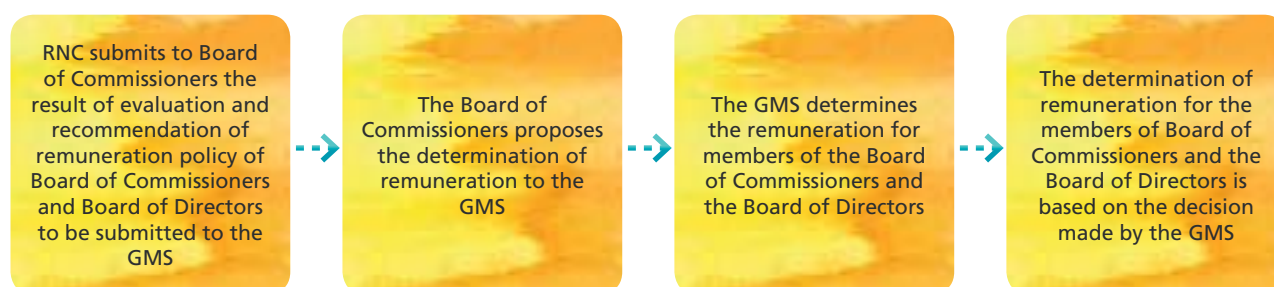 RNC submits to Board
of Commissioners the
result of evaluation and
recommendation of
remuneration policy of
Board of Commissioners
and Board of Directors
to be submitted to the
GMS
The Board of
Commissioners proposes
the determination of
remuneration to the
GMS
The GMS determines
the remuneration for
members of the Board
of Commissioners and
the Board of Directors
The determination of
remuneration for the
members of Board of
Commissioners and the
Board of Directors is
based on the decision
made by the GMS